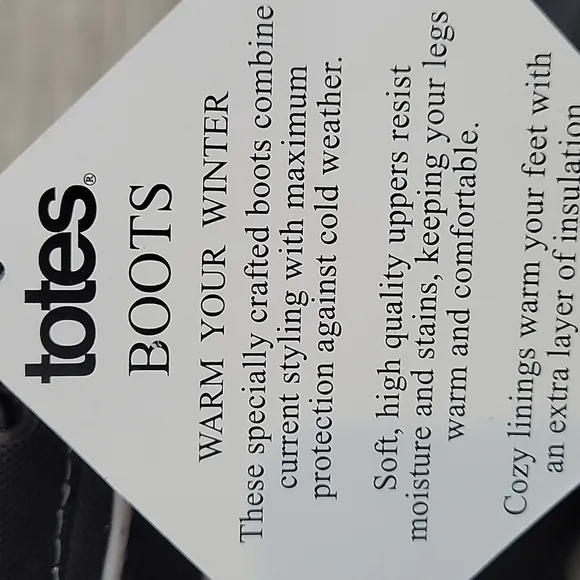 totes®
BOOTS
WARM YOUR WINTER
These specially crafted boots combine
current styling with maximum
protection against cold weather.
Soft, high quality uppers resist
moisture and stains, keeping your legs
warm and comfortable.
Cozy linings warm your feet with
an extra layer of insulation